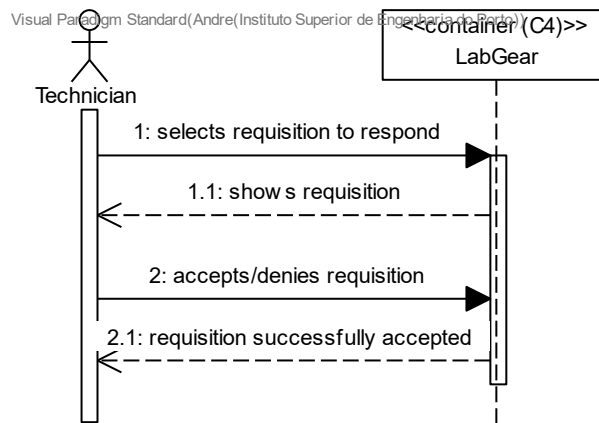 Visual Paradigm Standard(Andre(Instituto Superior de Engenharia do Porto))
<<container (C4)>>
LabGear
Technician
1: selects requisition to respond
1.1: shows requisition
2: accepts/denies requisition
2.1: requisition successfully accepted